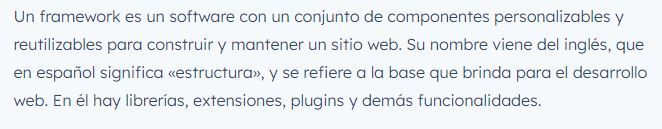 Un framework es un software con un conjunto de componentes personalizables y
reutilizables para construir y mantener un sitio web. Su nombre viene del inglés, que
en español significa «estructura», y se refiere a la base que brinda para el desarrollo
web. En él hay librerías, extensiones, plugins y demás funcionalidades.